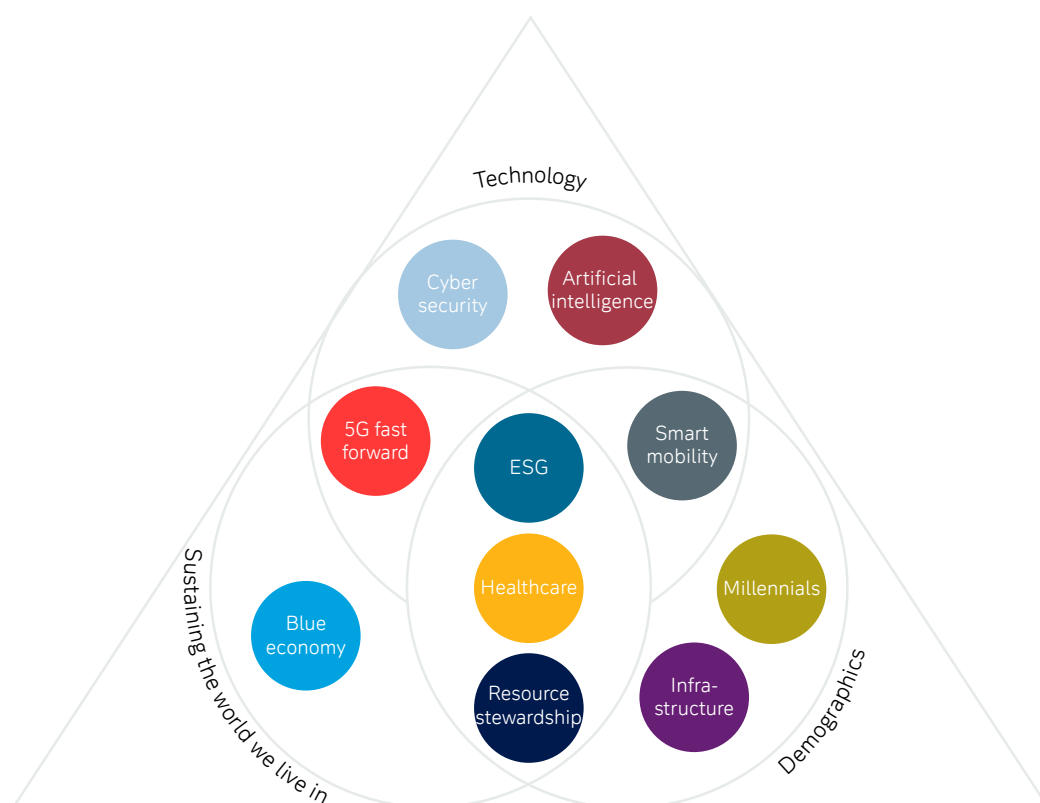 Technology
Cyber
security
Artificial
intelligence
5G fast
forward
ESG
Smart
mobility
Healthcare
Millennials
Blue
economy
Resource
stewardship
Infra-
structure
Sustaining the world we live in
Demographics